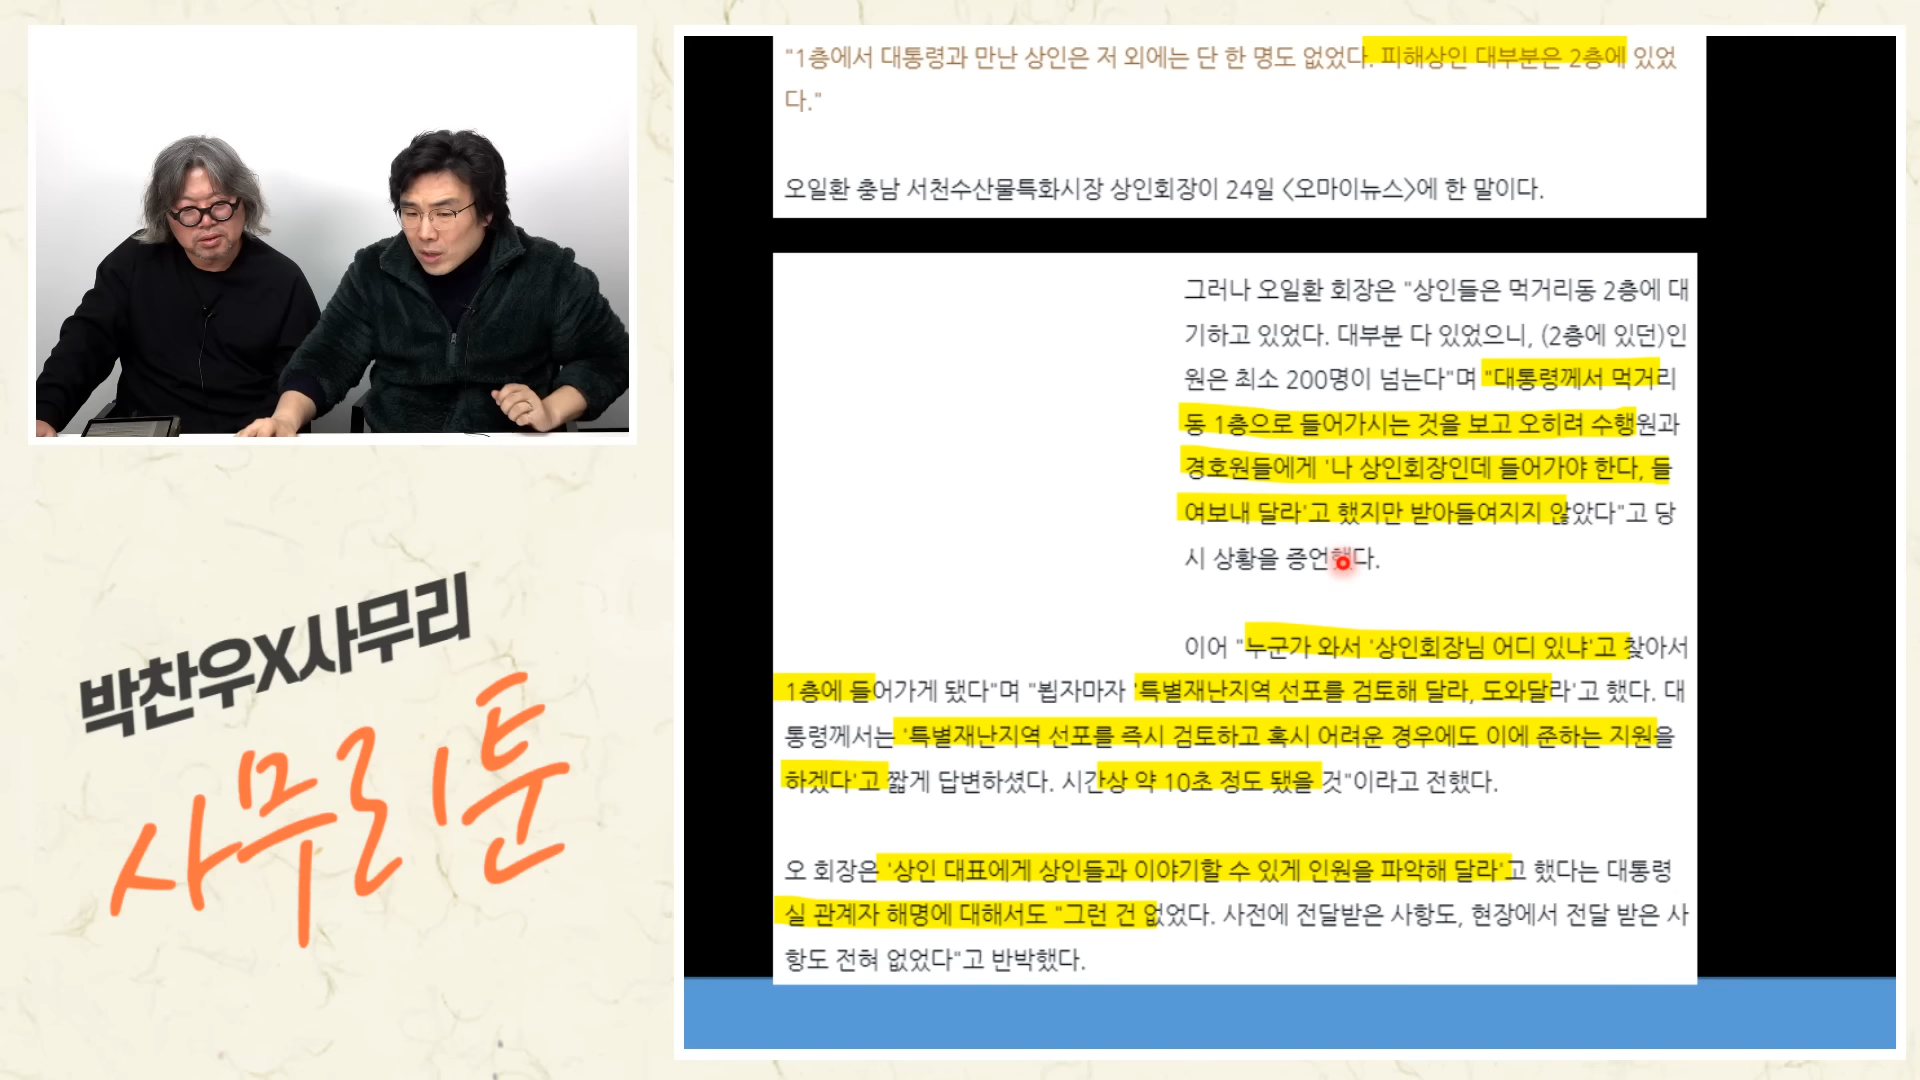 "1층에서 대통령과 만난 상인은 저 외에는 단 한 명도 없었다. 피해상인 대부분은 2층에 있었
다."
오일환 충남 서천수산물특화시장 상인회장이 24일 <오마이뉴스>에 한 말이다.
그러나 오일환 회장은 "상인들은 먹거리동 2층에 대
기하고 있었다. 대부분 다 있었으니, (2층에 있던)인
원은 최소 200명이 넘는다"며 "대통령께서 먹거리
동 1층으로 들어가시는 것을 보고 오히려 수행원과
경호원들에게 '나 상인회장인데 들어가야 한다, 들
여보내 달라'고 했지만 받아들여지지 않았다"고 당
시 상황을 증언했다.
이어 "누군가 와서 '상인회장님 어디 있냐'고 찾아서
1층에 들어가게 됐다"며 "뵙자마자 '특별재난지역 선포를 검토해 달라, 도와달라'고 했다. 대
통령께서는 '특별재난지역 선포를 즉시 검토하고 혹시 어려운 경우에도 이에 준하는 지원을
하겠다'고 짧게 답변하셨다. 시간상 약 10초 정도 됐을 것"이라고 전했다.
오 회장은 '상인 대표에게 상인들과 이야기할 수 있게 인원을 파악해 달라'고 했다는 대통령
실 관계자 해명에 대해서도 "그런 건 없었다. 사전에 전달받은 사항도, 현장에서 전달 받은 사
항도 전혀 없었다"고 반박했다.
박찬우X사무리
사무리툰